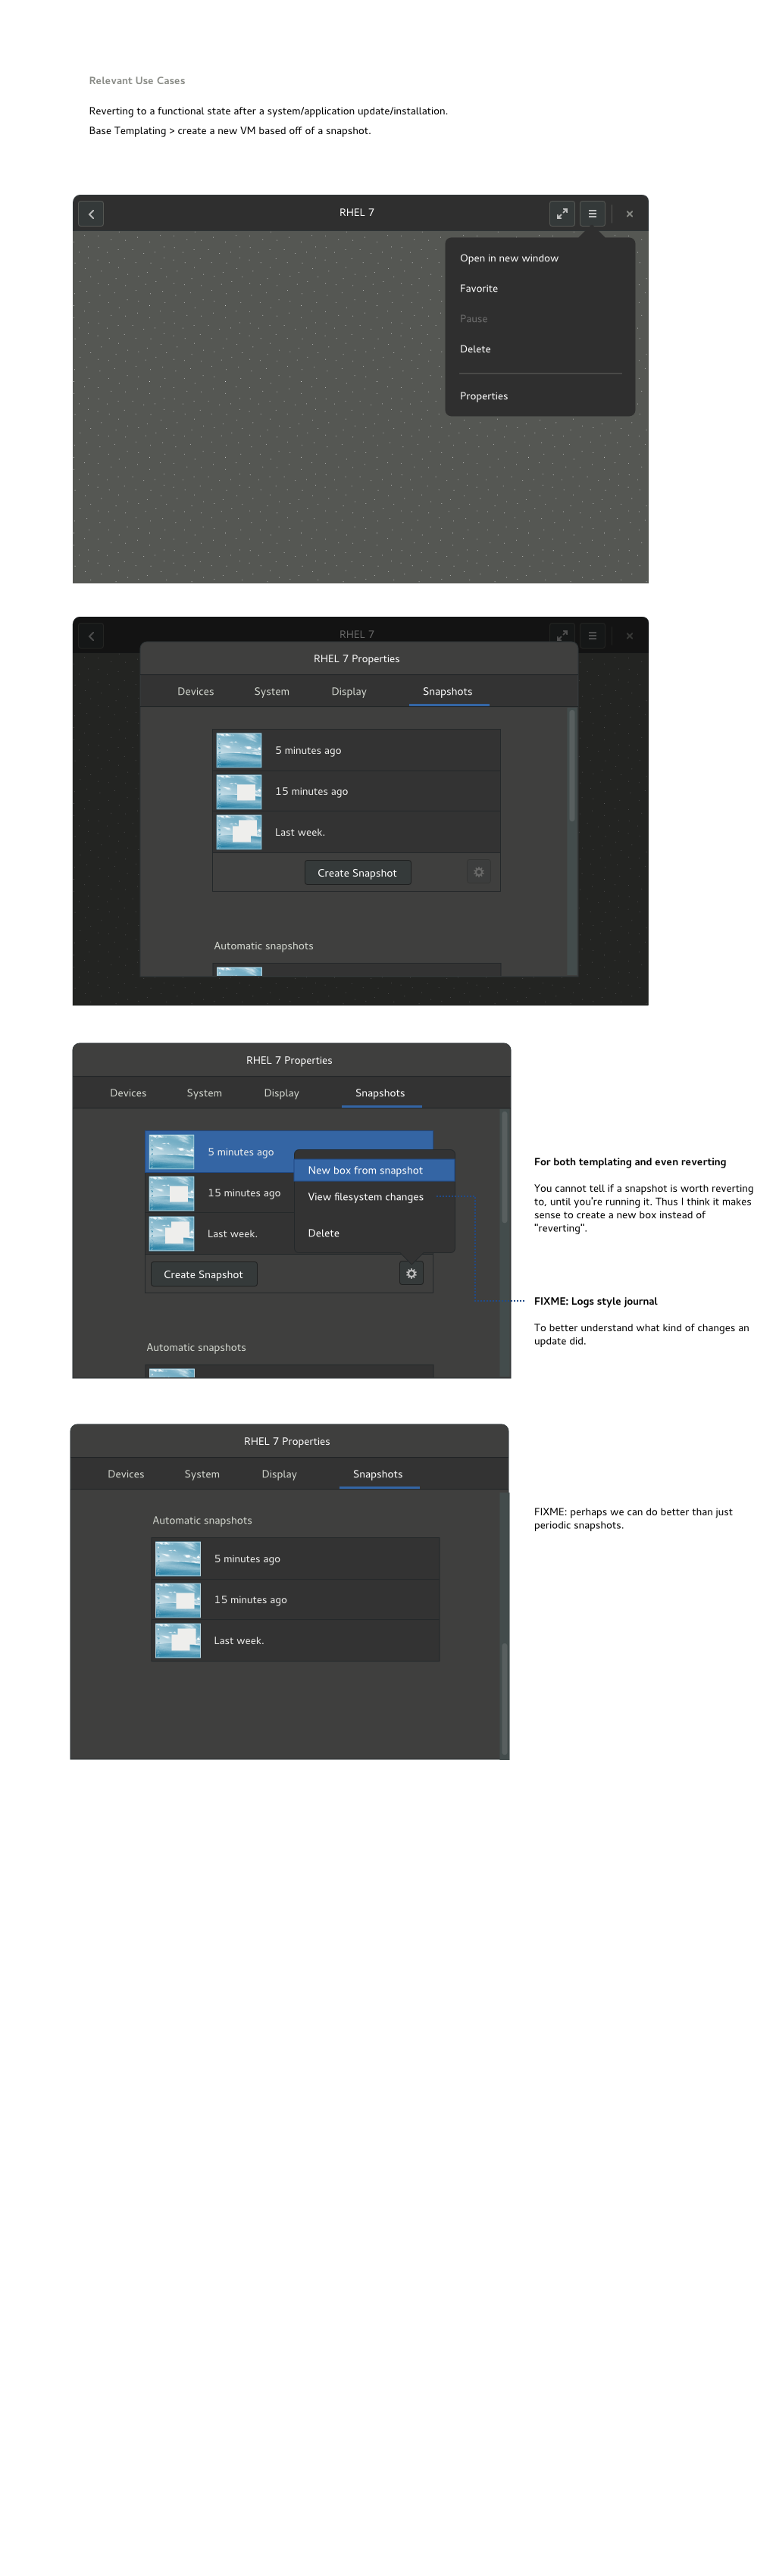 Relevant Use Cases
Reverting to a functional state after a system/application update/installation.
Base Templating > create a new VM based off of a snapshot.
RHEL 7
Open in new window
Favorite
Pause
Delete
Properties
RHEL 7
RHEL 7 Properties
Devices System Display Snapshots
5 minutes ago
15 minutes ago
Last week.
Create Snapshot
Automatic snapshots
RHEL 7 Properties
Devices System Display Snapshots
5 minutes ago
15 minutes ago
Last week.
New box from snapshot
View filesystem changes
Delete
Create Snapshot
Automatic snapshots
For both templating and even reverting
You cannot tell if a snapshot is worth reverting
to, until you're running it. Thus I think it makes
sense to create a new box instead of
"reverting".
FIXME: Logs style journal
To better understand what kind of changes an
update did.
RHEL 7 Properties
Devices System Display Snapshots
Automatic snapshots
5 minutes ago
15 minutes ago
Last week.
FIXME: perhaps we can do better than just
periodic snapshots.